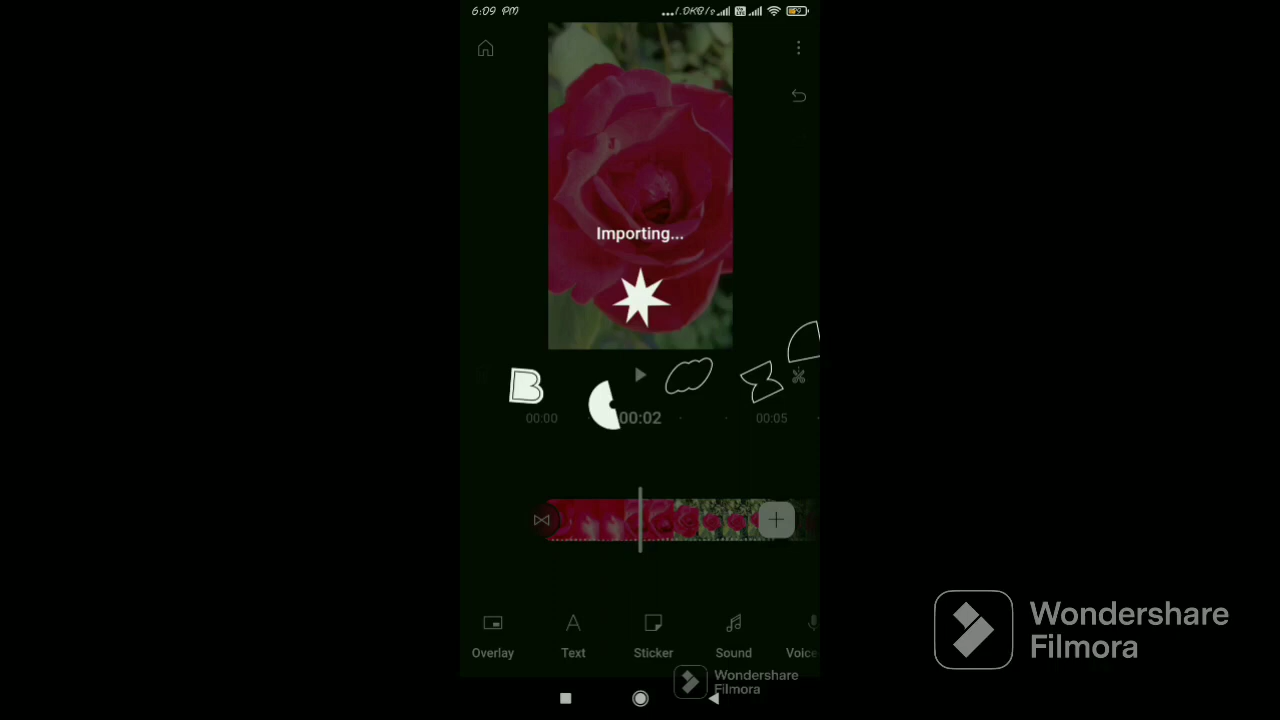 6:09 PM
Importing...
B
00:00
00:02
00:05
Overlay
Text
Sticker
Sound
Voice
Wondershare
Filmora
Wondershare
Filmora